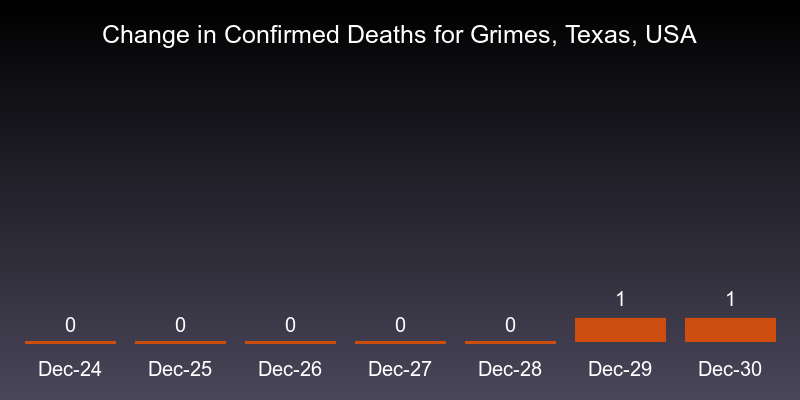 Change in Confirmed Deaths for Grimes, Texas, USA
0 0 0 0 0 1 1
Dec-24 Dec-25 Dec-26 Dec-27 Dec-28 Dec-29 Dec-30